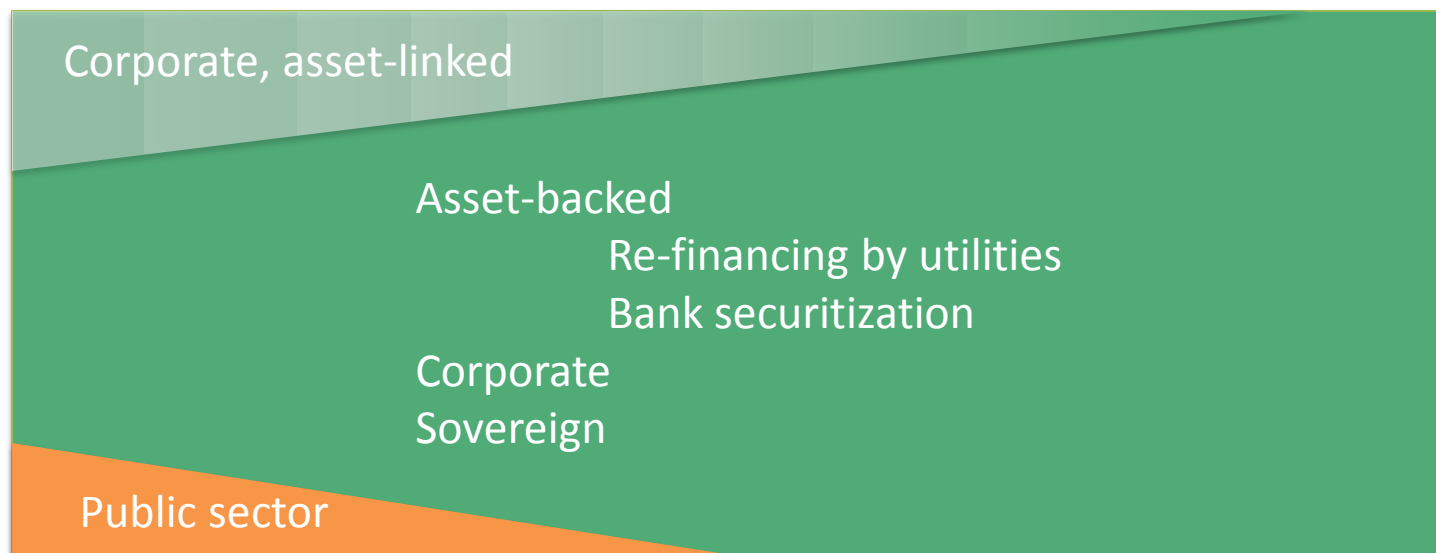 Corporate, asset-linked
Asset-backed
Re-financing by utilities
Bank securitization
Corporate
Sovereign
Public sector